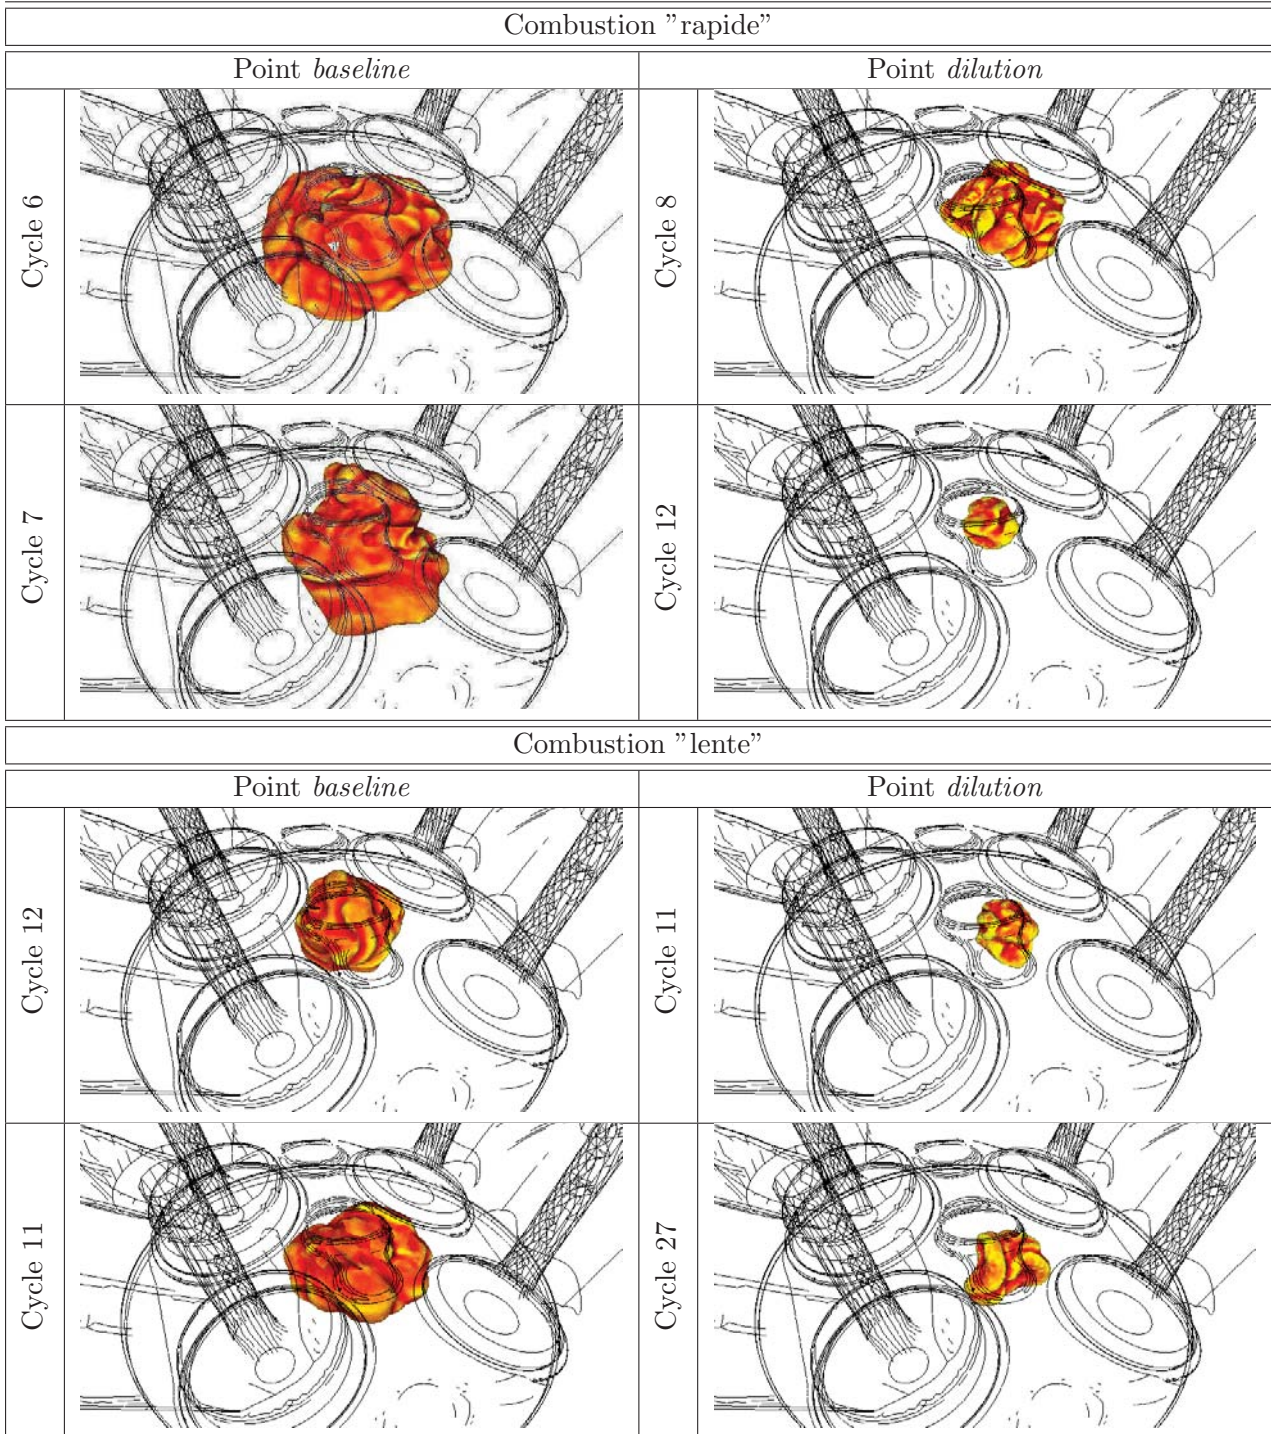 Combustion ”rapide”
Point baseline
Point dilution
Cycle 6
Cycle 8
Cycle 7
Cycle 12
Combustion ”lente”
Point baseline
Point dilution
Cycle 12
Cycle 11
Cycle 11
Cycle 27